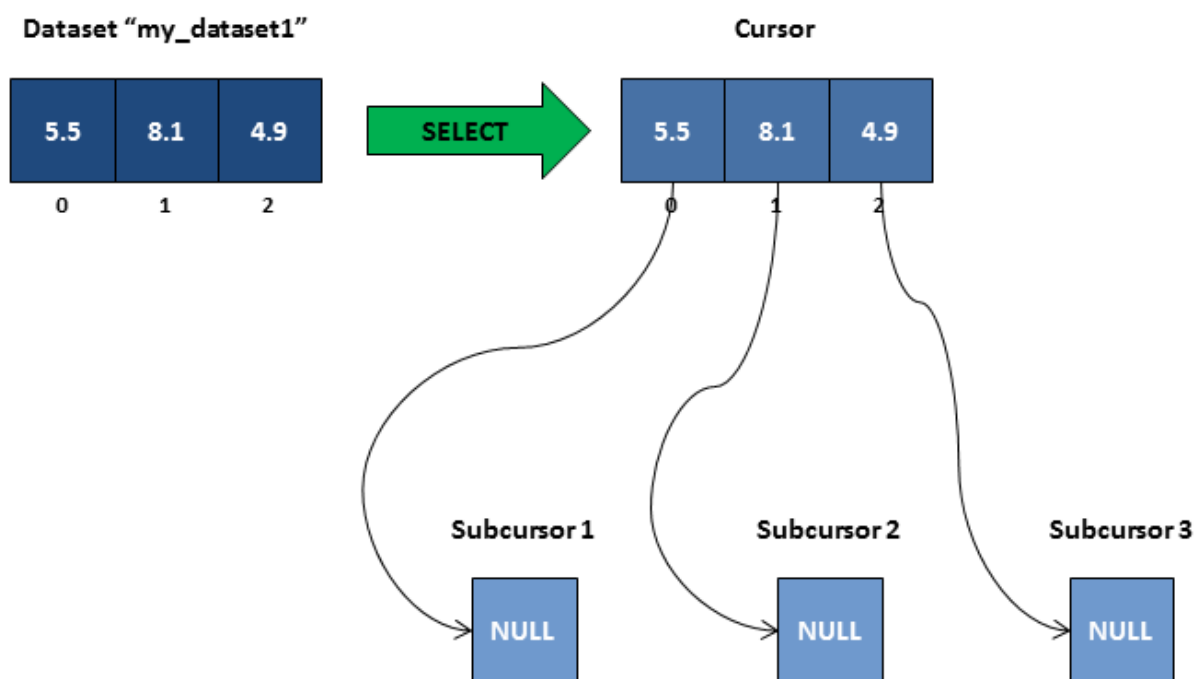 Dataset “my_dataset1” Cursor
5.5 8.1 4.9 SELECT 5.5 8.1 4.9
0 1 2 0 1 2
Subcursor 1 Subcursor 2 Subcursor 3
NULL NULL NULL